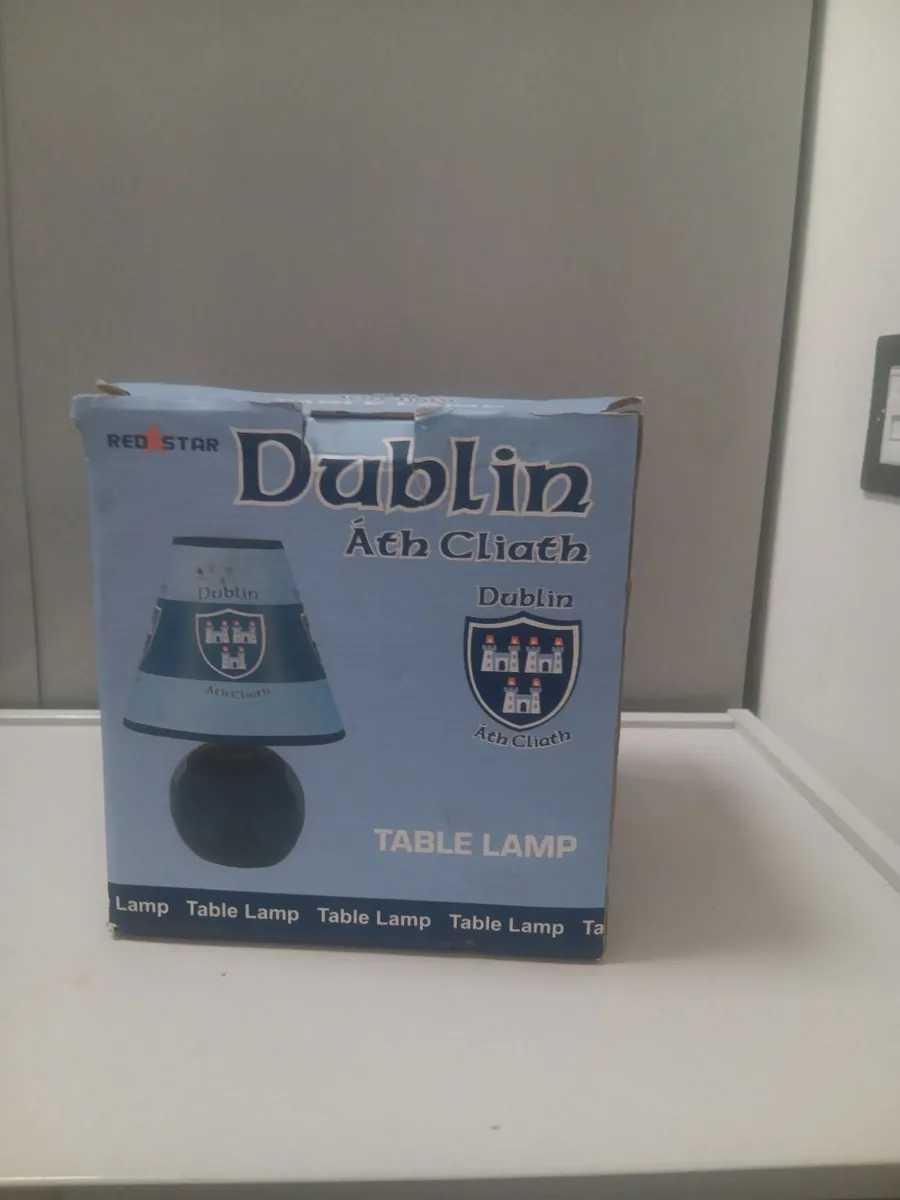 RED STAR
Dublin
Áth Cliath
Dublin
Áth Cliath
Dublin
Áth Cliath
TABLE LAMP
Lamp Table Lamp Table Lamp Table Lamp Ta